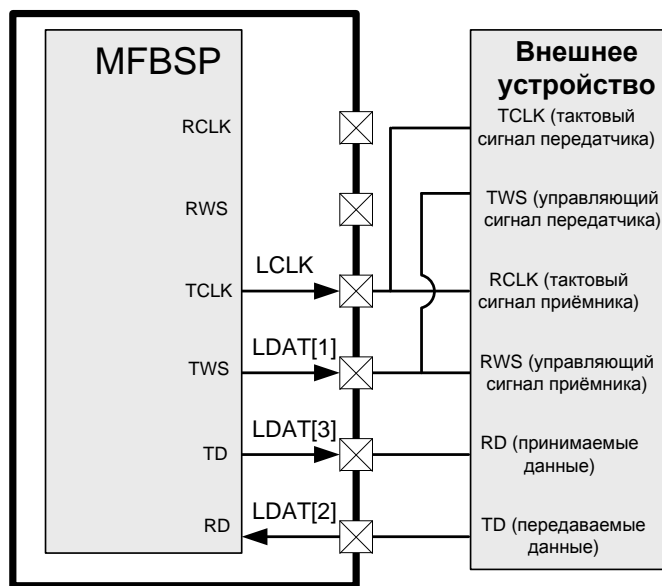 MFBSP
RCLK
RWS
TCLK
TWS
TD
RD
LCLK
LDAT[1]
LDAT[3]
LDAT[2]
Внешнее
устройство
TCLK (тактовый
сигнал передатчика)
TWS (управляющий
сигнал передатчика)
RCLK (тактовый
сигнал приёмника)
RWS (управляющий
сигнал приёмника)
RD (принимаемые
данные)
TD (передаваемые
данные)